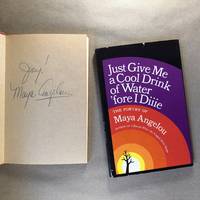 Joy!
Maya Angelou
Just Give Me
a Cool Drink
of Water
'fore I Diiie
THE POETRY OF
Maya Angelou